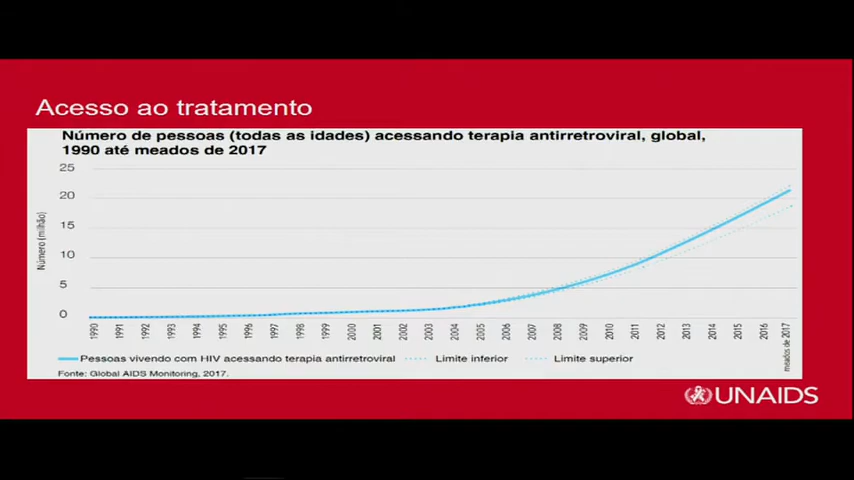 Acesso ao tratamento
Número de pessoas (todas as idades) acessando terapia antirretroviral, global,
1990 até meados de 2017
25
20
15
10
5
0
Número (milhão)
1990 1991 1992 1993 1994 1995 1996 1997 1998 1999 2000 2001 2002 2003 2004 2005 2006 2007 2008 2009 2010 2011 2012 2013 2014 2015 2016 meados de 2017
Pessoas vivendo com HIV acessando terapia antirretroviral Limite inferior Limite superior
Fonte: Global AIDS Monitoring, 2017.
UNAIDS